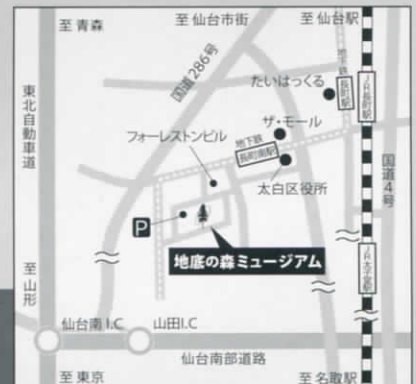 至 青森
至 仙台市街
至 仙台駅
国道286号
たいはっくる
地下鉄
長町駅
JR長町駅
東北自動車道
ザ・モール
フォーレストンビル
地下鉄
長町南駅
太白区役所
国道4号
P
地底の森ミュージアム
JR太子堂駅
至 山形
仙台南I.C
山田I.C
仙台南部道路
至 東京
至 名取駅